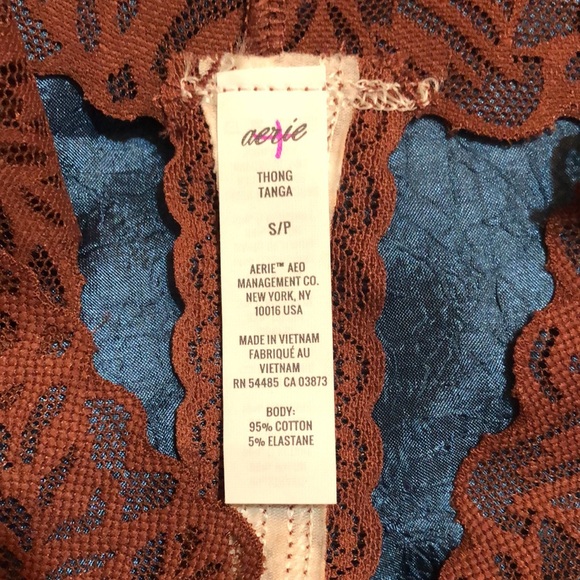 aerie
THONG
TANGA
S/P
AERIE™ AEO
MANAGEMENT CO.
NEW YORK, NY
10016 USA
MADE IN VIETNAM
FABRIQUÉ AU
VIETNAM
RN 54485 CA 03873
BODY:
95% COTTON
5% ELASTANE